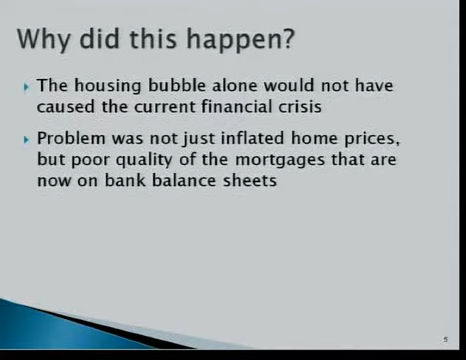 Why did this happen?
The housing bubble alone would not have
caused the current financial crisis
Problem was not just inflated home prices,
but poor quality of the mortgages that are
now on bank balance sheets
5